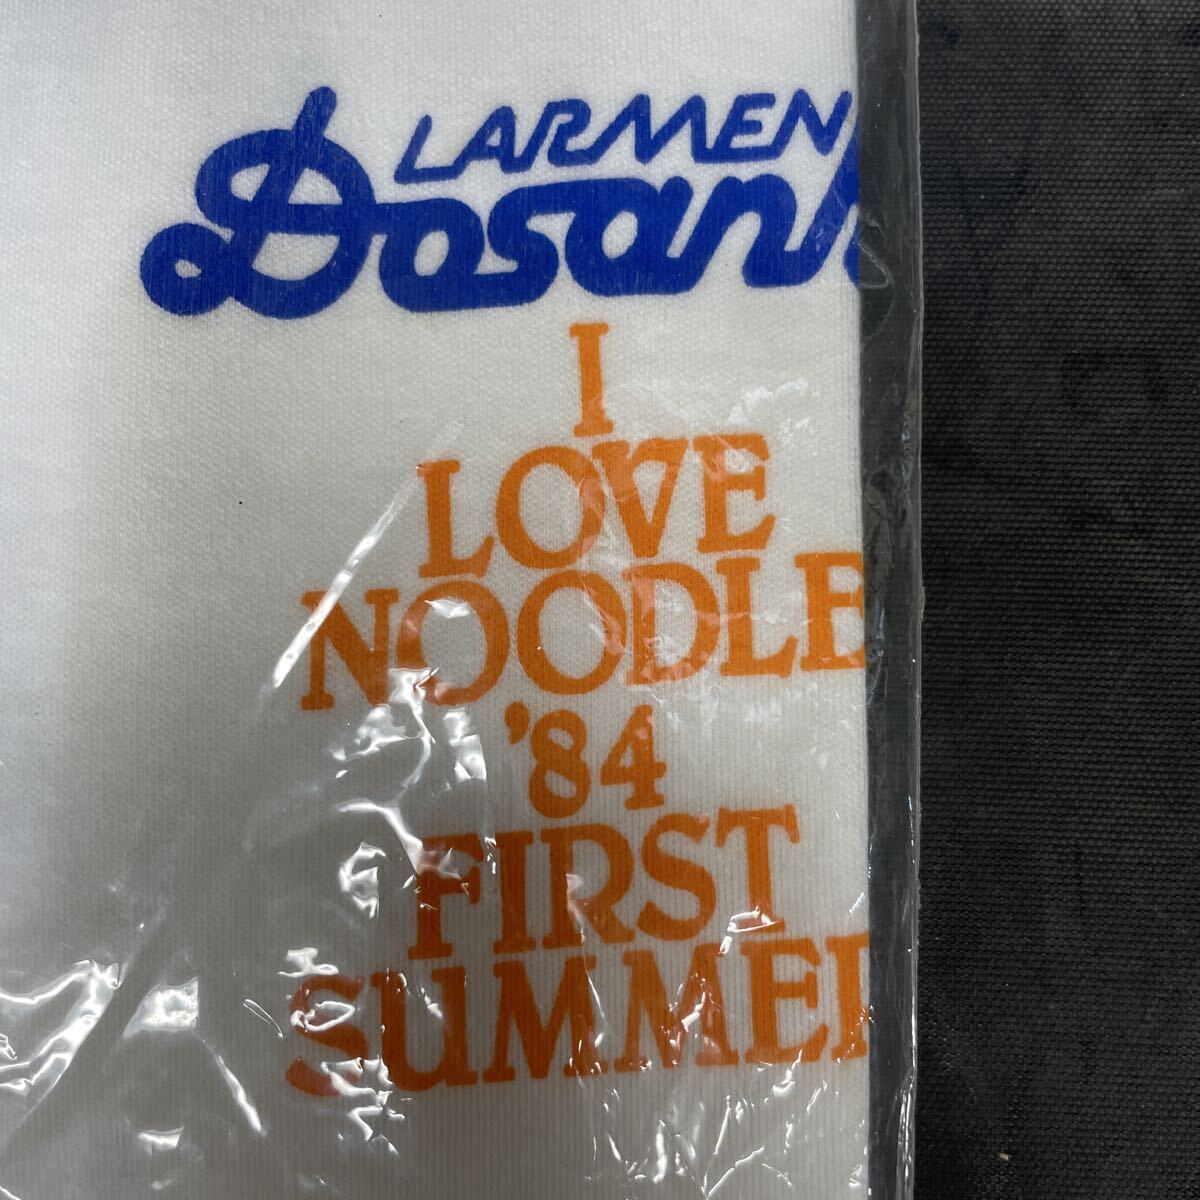 LARMEN
Dosan
I
LOVE
NOODLE
'84
FIRST
SUMMER